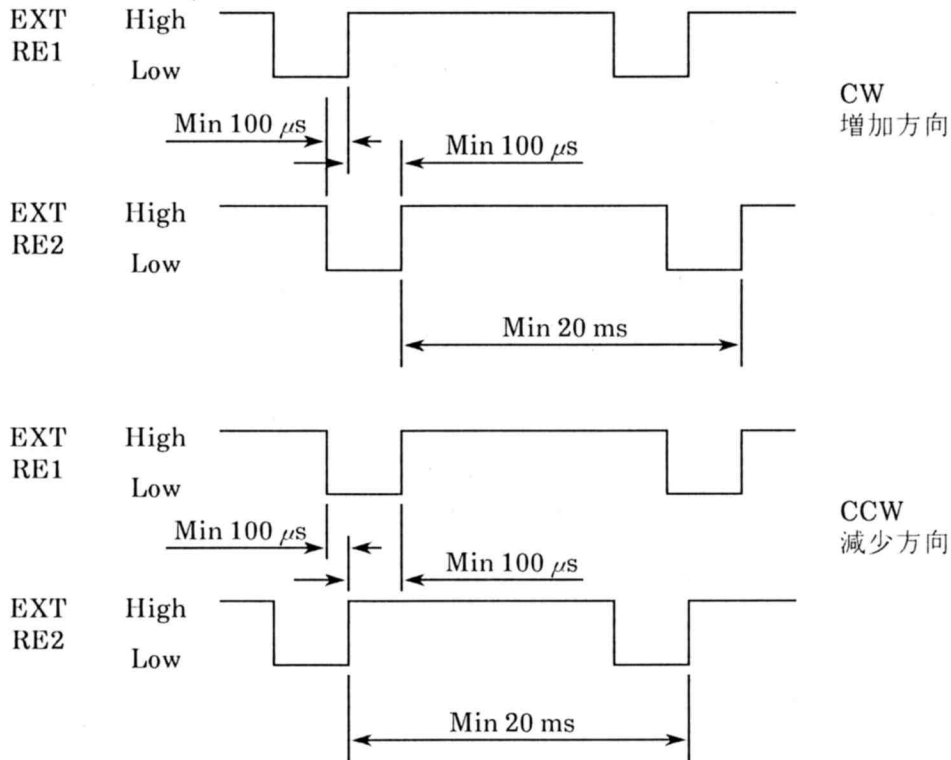 EXT High
RE1
Low
CW
増加方向
Min 100 μs
Min 100 μs
EXT High
RE2
Low
Min 20 ms
EXT High
RE1
Low
CCW
減少方向
Min 100 μs
Min 100 μs
EXT High
RE2
Low
Min 20 ms